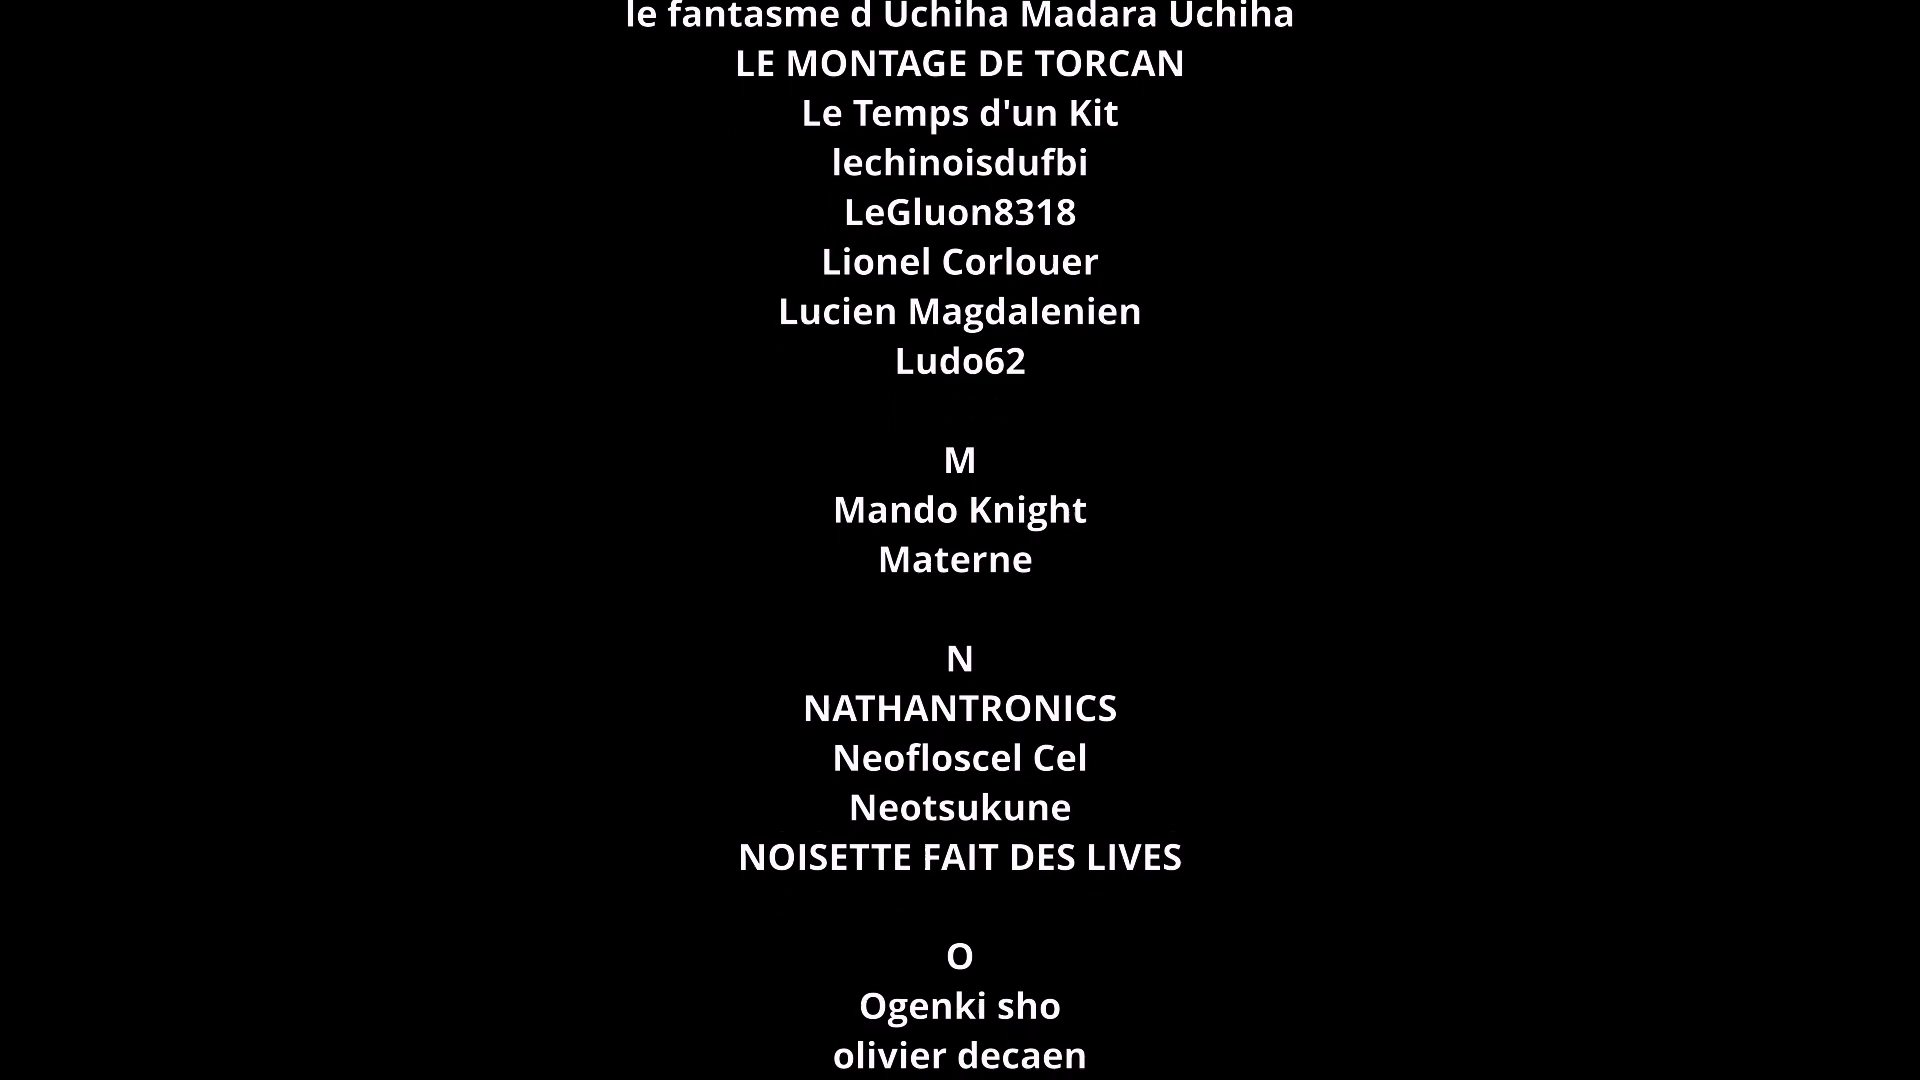 le fantasme d Uchiha Madara Uchiha
LE MONTAGE DE TORCAN
Le Temps d'un Kit
lechinoisdufbi
LeGluon8318
Lionel Corlouer
Lucien Magdalenien
Ludo62
M
Mando Knight
Materne
N
NATHANTRONICS
Neofloscel Cel
Neotsukune
NOISETTE FAIT DES LIVES
O
Ogenki sho
olivier decaen